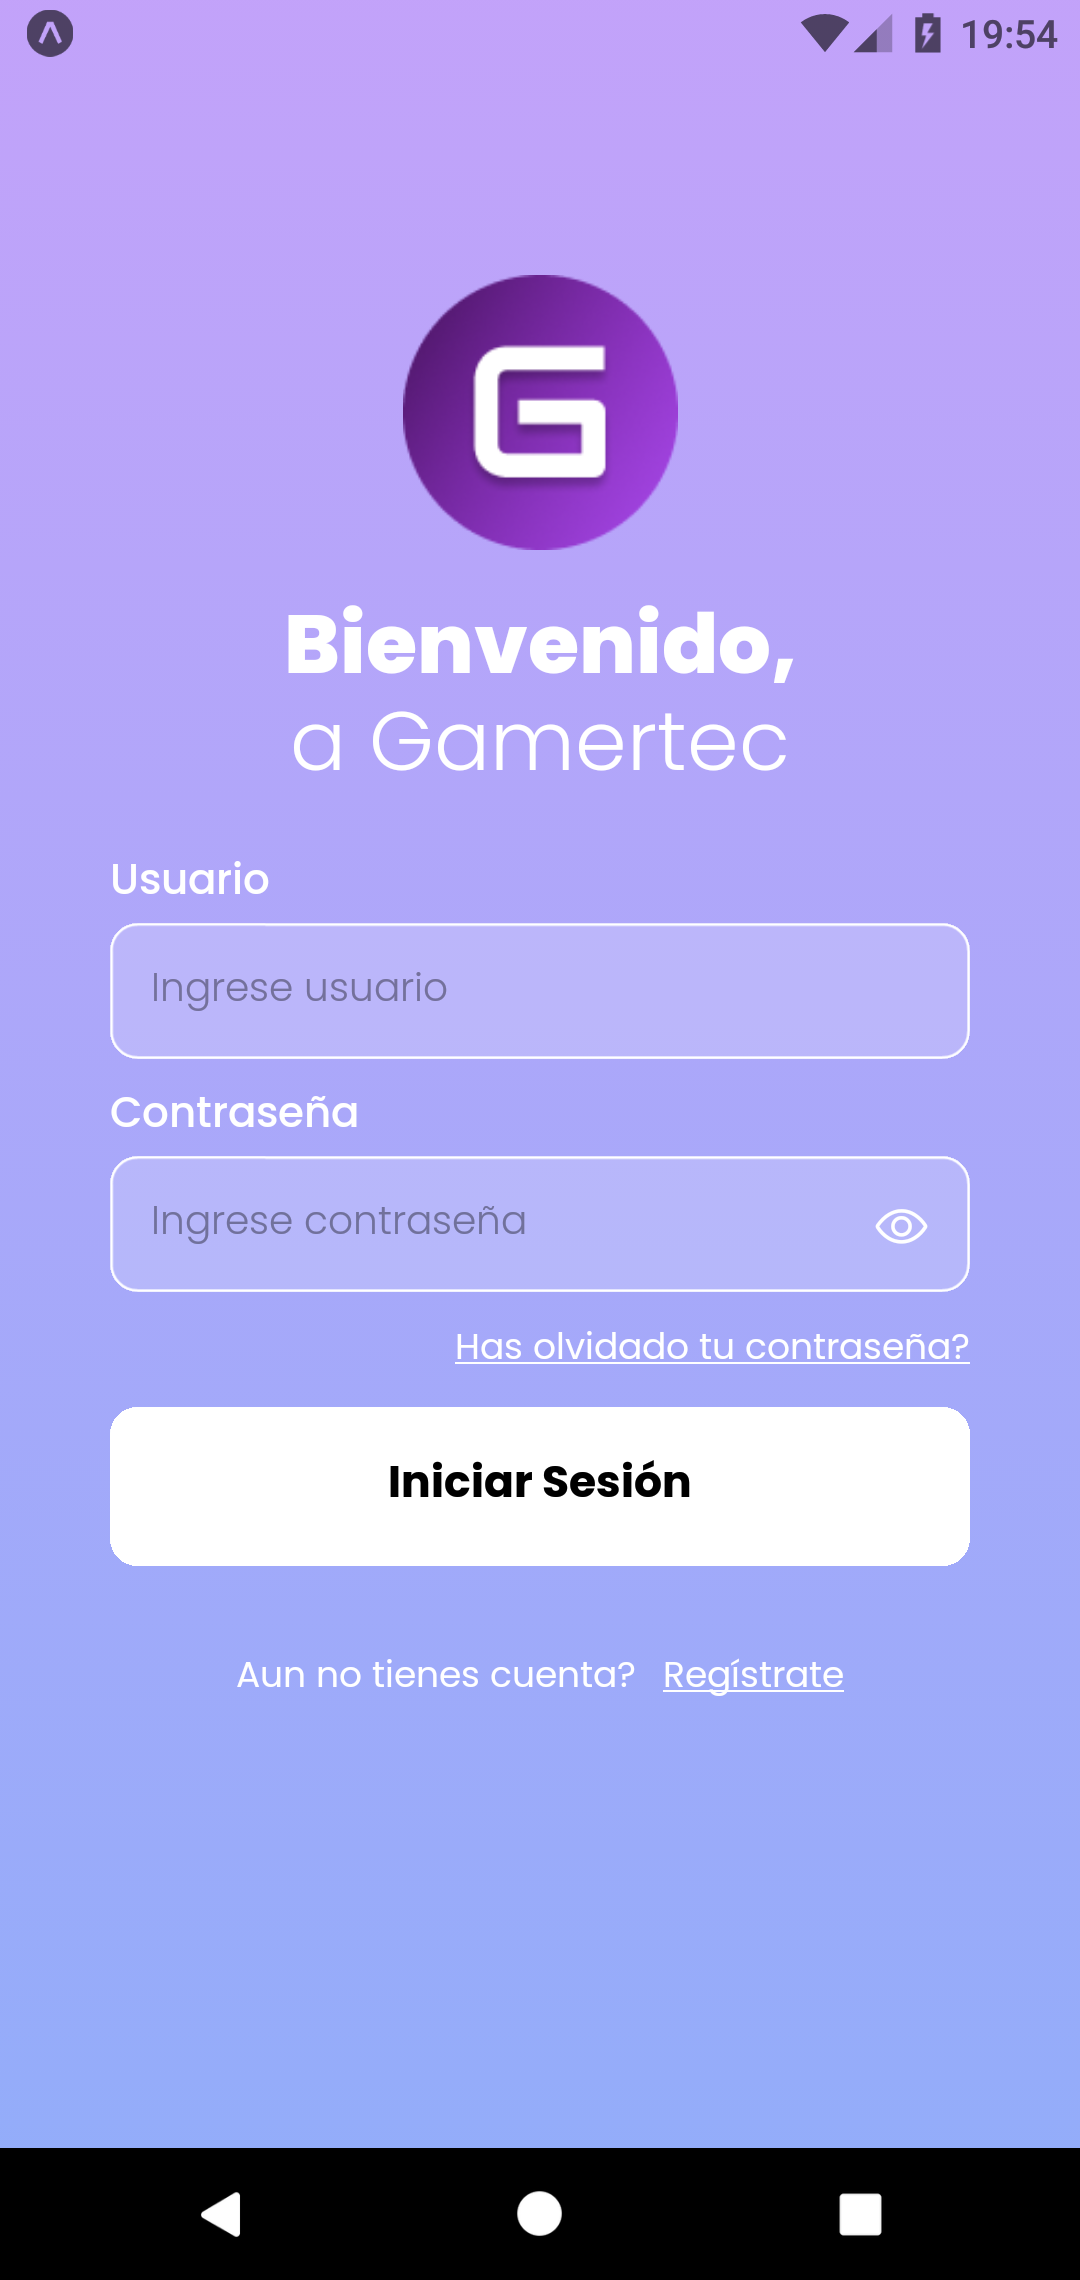 19:54
G
Bienvenido,
a Gamertec
Usuario
Ingrese usuario
Contraseña
Ingrese contraseña
Has olvidado tu contraseña?
Iniciar Sesión
Aun no tienes cuenta? Regístrate